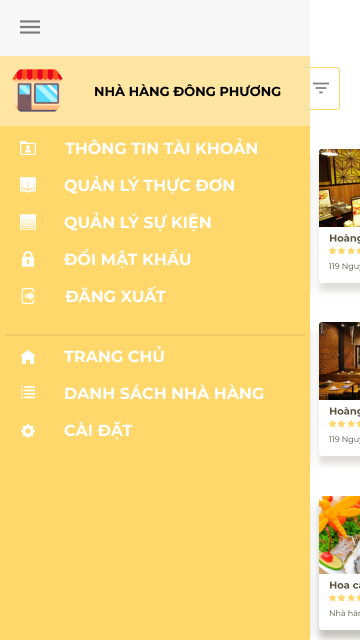 NHÀ HÀNG ĐÔNG PHƯƠNG
THÔNG TIN TÀI KHOẢN
QUẢN LÝ THỰC ĐƠN
QUẢN LÝ SỰ KIỆN
ĐỔI MẬT KHẨU
ĐĂNG XUẤT
TRANG CHỦ
DANH SÁCH NHÀ HÀNG
CÀI ĐẶT
Hoàng
119 Nguy
Hoàng
119 Nguy
Hoa cả
Nhà hàn